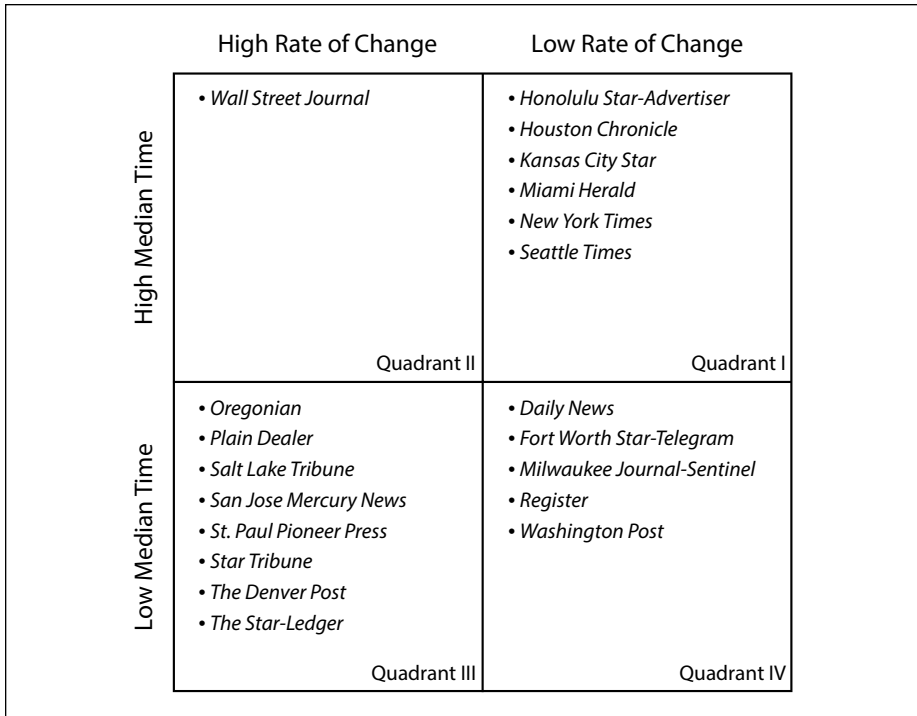 High Rate of Change
Low Rate of Change
High Median Time
• Wall Street Journal
Quadrant II
• Honolulu Star-Advertiser
• Houston Chronicle
• Kansas City Star
• Miami Herald
• New York Times
• Seattle Times
Quadrant I
Low Median Time
• Oregonian
• Plain Dealer
• Salt Lake Tribune
• San Jose Mercury News
• St. Paul Pioneer Press
• Star Tribune
• The Denver Post
• The Star-Ledger
Quadrant III
• Daily News
• Fort Worth Star-Telegram
• Milwaukee Journal-Sentinel
• Register
• Washington Post
Quadrant IV